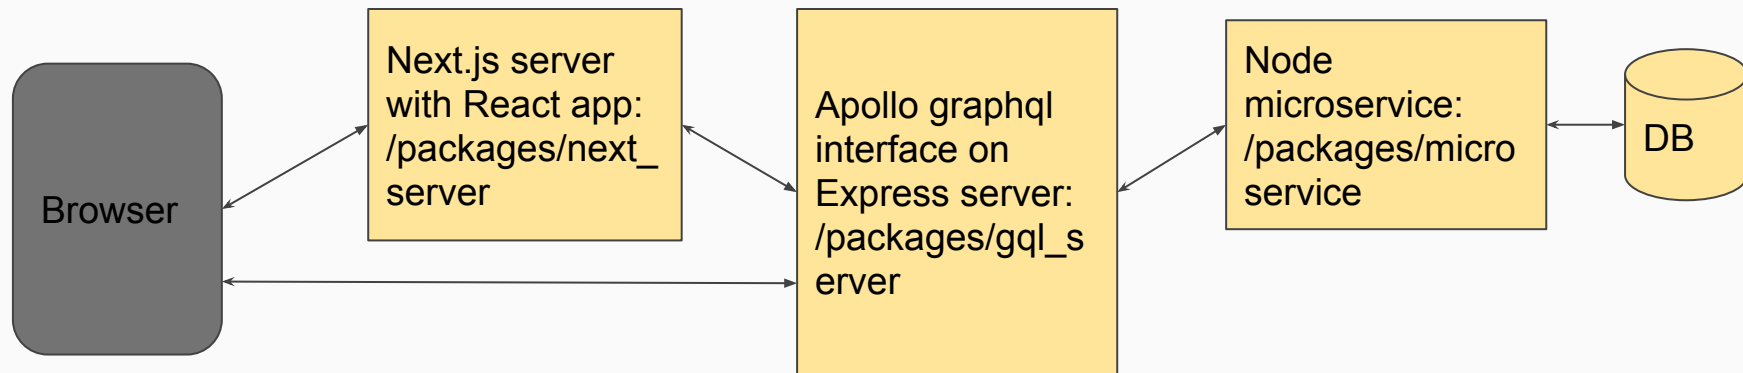 Browser
Next.js server
with React app:
/packages/next_
server
Apollo graphql
interface on
Express server:
/packages/gql_s
erver
Node
microservice:
/packages/micro
service
DB